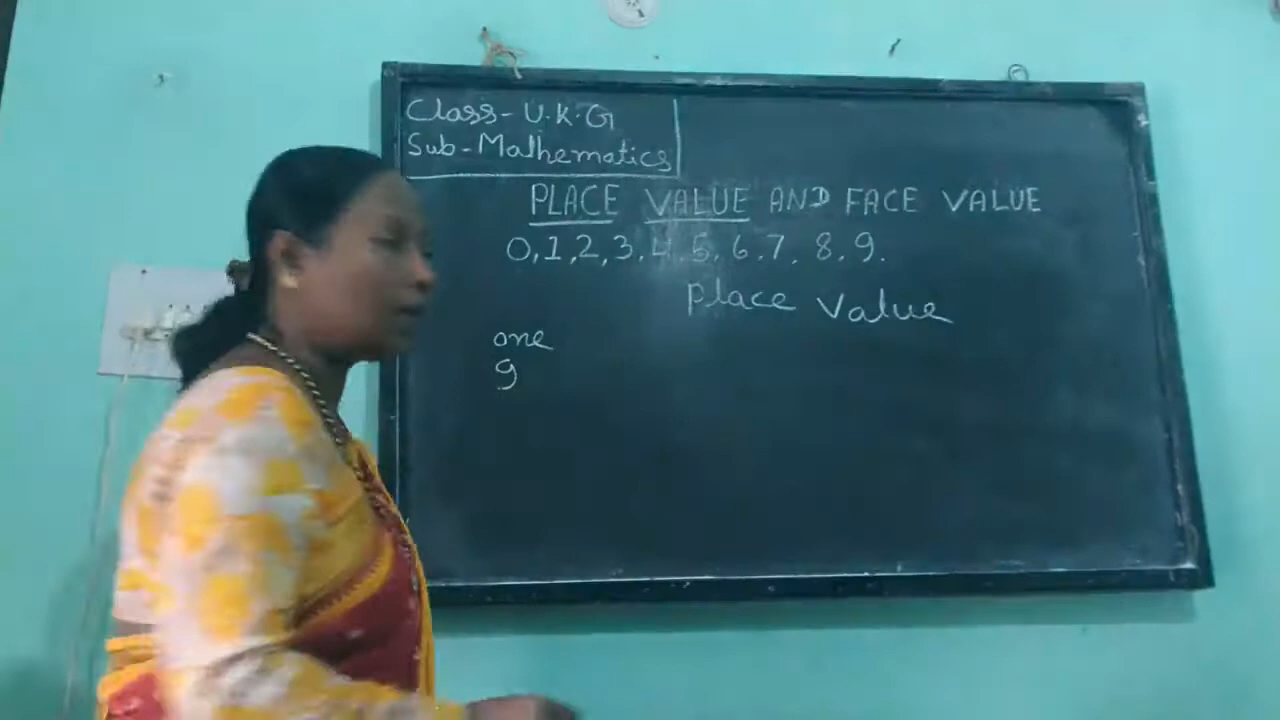 Class- U.K.G
Sub-Mathematics
PLACE VALUE AND FACE VALUE
0,1,2,3,4.5,6.7, 8.9.
Place Value
one
9